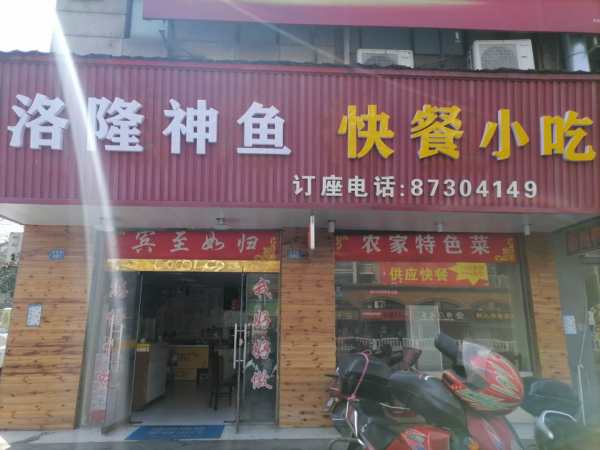 洛隆神鱼 快餐小吃
订座电话:87304149
宾至如归
农家特色菜
供应快餐